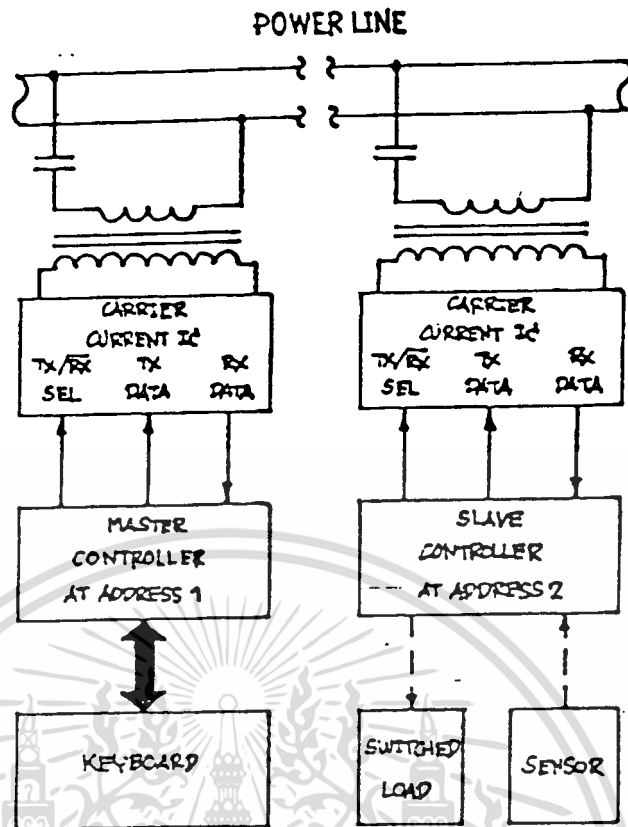 POWER LINE
CARRIER
CURRENT IC
TX/RX TX RX
SEL DATA DATA
CARRIER
CURRENT IC
TX/RX TX RX
SEL DATA DATA
MASTER
CONTROLLER
AT ADDRESS 1
SLAVE
CONTROLLER
AT ADDRESS 2
KEYBOARD
SWITCHED
LOAD
SENSOR